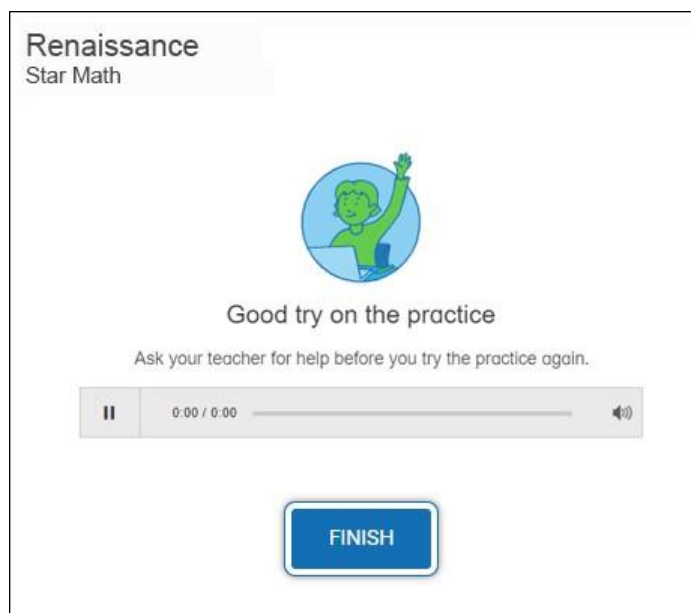 Renaissance
Star Math
Good try on the practice
Ask your teacher for help before you try the practice again.
0:00 / 0:00
FINISH